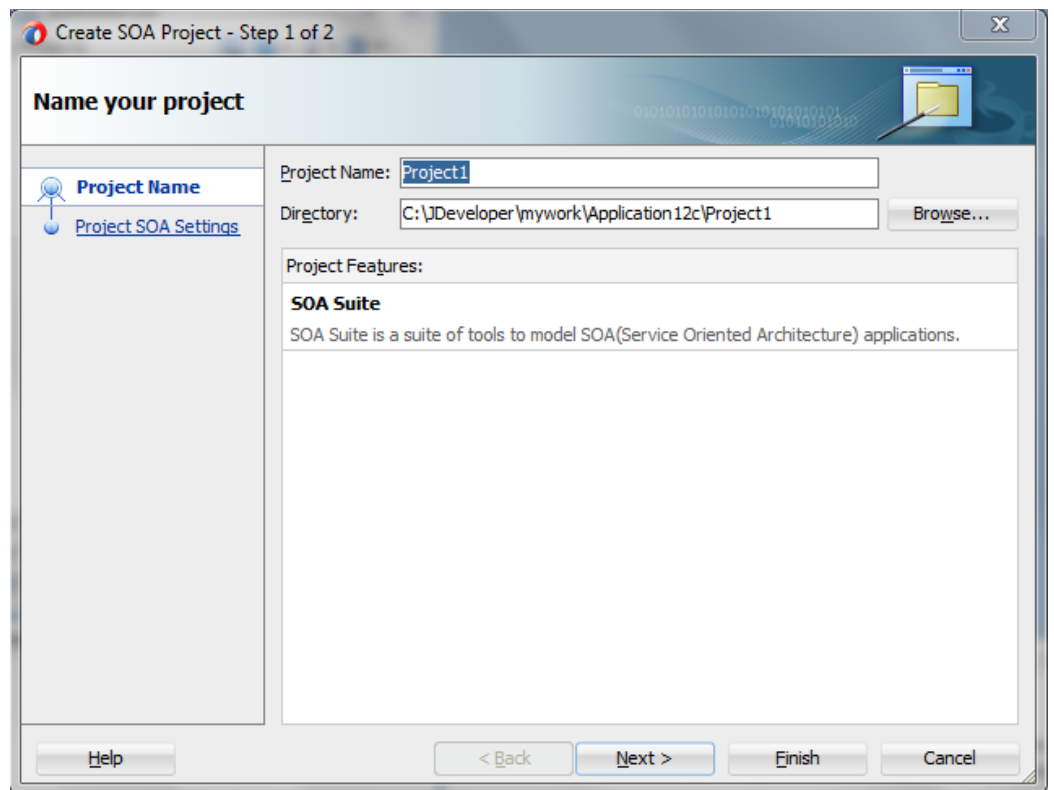 Create SOA Project - Step 1 of 2
Name your project
Project Name
Project SOA Settings
Project Name: Project1
Directory: C:\JDeveloper\mywork\Application12c\Project1 Browse...
Project Features:
SOA Suite
SOA Suite is a suite of tools to model SOA(Service Oriented Architecture) applications.
Help < Back Next > Finish Cancel